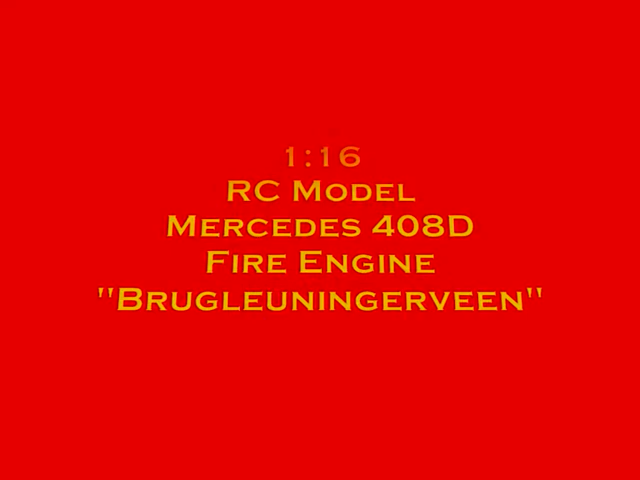 1:16
RC Model
Mercedes 408D
Fire Engine
"Brugleuningerveen"